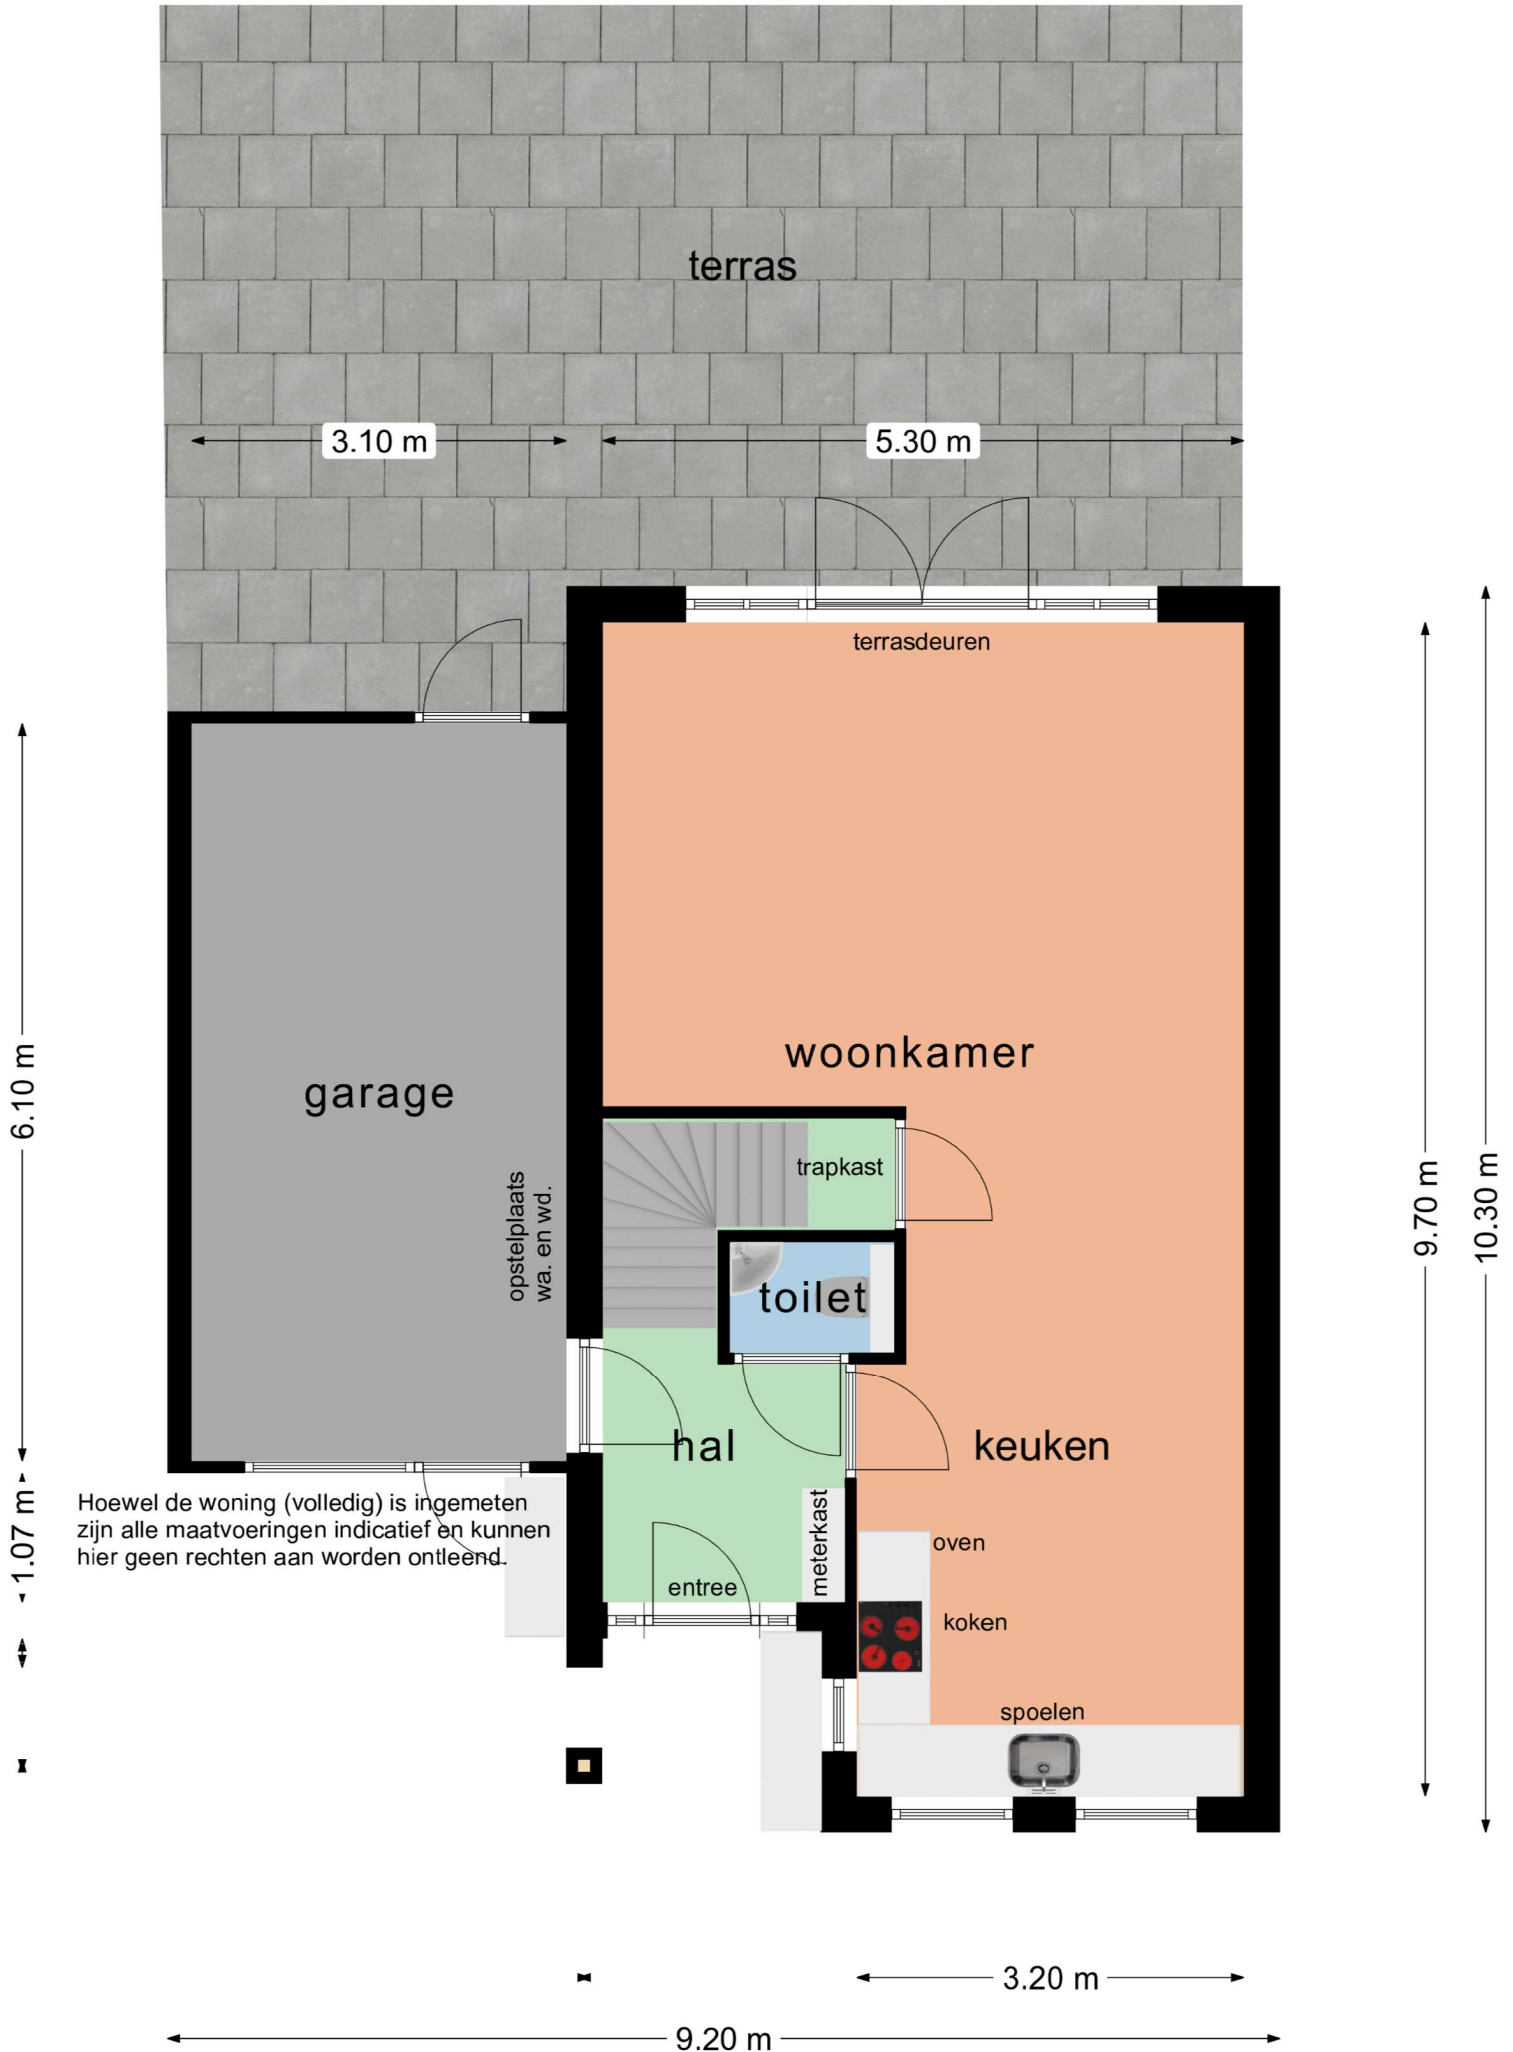 terras
3.10 m
5.30 m
terrasdeuren
woonkamer
garage
6.10 m
trapkast
opstelplaats
wa. en wd.
9.70 m
10.30 m
toilet
hal
keuken
1.07 m
Hoewel de woning (volledig) is ingemeten
zijn alle maatvoeringen indicatief en kunnen
hier geen rechten aan worden ontleend.
meterkast
oven
entree
koken
spoelen
3.20 m
9.20 m